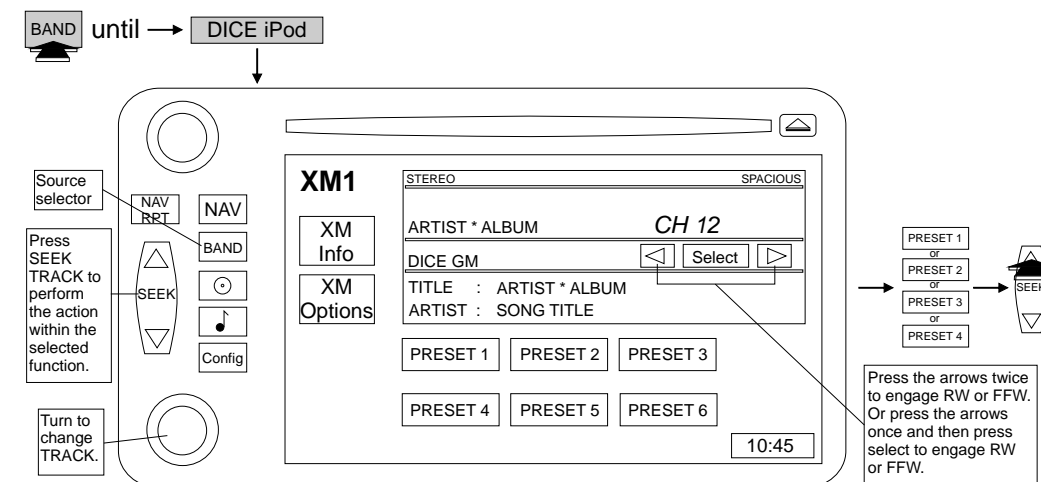 BAND until DICE iPod
Source
selector
Press
SEEK
TRACK to
perform
the action
within the
selected
function.
Turn to
change
TRACK.
NAV
RPT
NAV
BAND
SEEK
Config
XM1
XM
Info
XM
Options
STEREO SPACIOUS
ARTIST * ALBUM CH 12
DICE GM Select
TITLE : ARTIST * ALBUM
ARTIST : SONG TITLE
PRESET 1 PRESET 2 PRESET 3
PRESET 4 PRESET 5 PRESET 6
10:45
PRESET 1
or
PRESET 2
or
PRESET 3
or
PRESET 4
SEEK
Press the arrows twice
to engage RW or FFW.
Or press the arrows
once and then press
select to engage RW
or FFW.